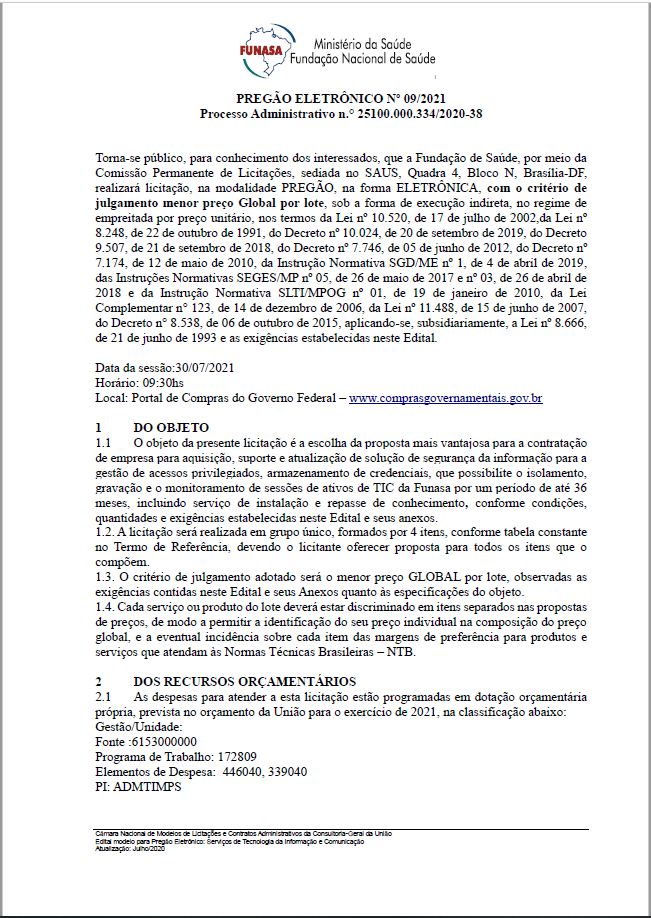 FUNASA
Ministério da Saúde
Fundação Nacional de Saúde
PREGÃO ELETRÔNICO Nº 09/2021
Processo Administrativo n.° 25100.000.334/2020-38
Torna-se público, para conhecimento dos interessados, que a Fundação de Saúde, por meio da
Comissão Permanente de Licitações, sediada no SAUS, Quadra 4, Bloco N, Brasília-DF,
realizará licitação, na modalidade PREGÃO, na forma ELETRÔNICA, com o critério de
julgamento menor preço Global por lote, sob a forma de execução indireta, no regime de
empreitada por preço unitário, nos termos da Lei nº 10.520, de 17 de julho de 2002,da Lei nº
8.248, de 22 de outubro de 1991, do Decreto nº 10.024, de 20 de setembro de 2019, do Decreto
9.507, de 21 de setembro de 2018, do Decreto nº 7.746, de 05 de junho de 2012, do Decreto nº
7.174, de 12 de maio de 2010, da Instrução Normativa SGD/ME nº 1, de 4 de abril de 2019,
das Instruções Normativas SEGES/MP nº 05, de 26 de maio de 2017 e nº 03, de 26 de abril de
2018 e da Instrução Normativa SLTI/MPOG nº 01, de 19 de janeiro de 2010, da Lei
Complementar n° 123, de 14 de dezembro de 2006, da Lei nº 11.488, de 15 de junho de 2007,
do Decreto nº 8.538, de 06 de outubro de 2015, aplicando-se, subsidiariamente, a Lei nº 8.666,
de 21 de junho de 1993 e as exigências estabelecidas neste Edital.
Data da sessão:30/07/2021
Horário: 09:30hs
Local: Portal de Compras do Governo Federal – www.comprasgovernamentais.gov.br
1 DO OBJETO
1.1 O objeto da presente licitação é a escolha da proposta mais vantajosa para a contratação
de empresa para aquisição, suporte e atualização de solução de segurança da informação para a
gestão de acessos privilegiados, armazenamento de credenciais, que possibilite o isolamento,
gravação e o monitoramento de sessões de ativos de TIC da Funasa por um período de até 36
meses, incluindo serviço de instalação e repasse de conhecimento, conforme condições,
quantidades e exigências estabelecidas neste Edital e seus anexos.
1.2. A licitação será realizada em grupo único, formados por 4 itens, conforme tabela constante
no Termo de Referência, devendo o licitante oferecer proposta para todos os itens que o
compõem.
1.3. O critério de julgamento adotado será o menor preço GLOBAL por lote, observadas as
exigências contidas neste Edital e seus Anexos quanto às especificações do objeto.
1.4. Cada serviço ou produto do lote deverá estar discriminado em itens separados nas propostas
de preços, de modo a permitir a identificação do seu preço individual na composição do preço
global, e a eventual incidência sobre cada item das margens de preferência para produtos e
serviços que atendam às Normas Técnicas Brasileiras – NTB.
2 DOS RECURSOS ORÇAMENTÁRIOS
2.1 As despesas para atender a esta licitação estão programadas em dotação orçamentária
própria, prevista no orçamento da União para o exercício de 2021, na classificação abaixo:
Gestão/Unidade:
Fonte :6153000000
Programa de Trabalho: 172809
Elementos de Despesa: 446040, 339040
PI: ADMTIMPS
Câmara Nacional de Modelos de Licitações e Contratos Administrativos da Consultoria-Geral da União
Edital modelo para Pregão Eletrônico: Serviços de Tecnologia da Informação e Comunicação
Atualização: Julho/2020